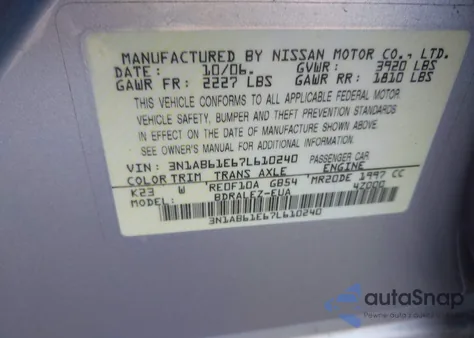 MANUFACTURED BY NISSAN MOTOR CO., LTD.
DATE: 10/06. GVWR: 3920 LBS
GAWR FR: 2227 LBS GAWR RR: 1810 LBS
THIS VEHICLE CONFORMS TO ALL APPLICABLE FEDERAL MOTOR
VEHICLE SAFETY, BUMPER AND THEFT PREVENTION STANDARDS
IN EFFECT ON THE DATE OF MANUFACTURE SHOWN ABOVE.
SEE OWNER'S MANUAL FOR ADDITIONAL INFORMATION
VIN: 3N1AB61E67L610240 PASSENGER CAR
COLOR TRIM TRANS AXLE ENGINE
K23 W RE0F10A GB54 MR20DE 1997 CC
MODEL: BDRALEZ-EUA 4Z000
3N1AB61E67L610240
autoSnap